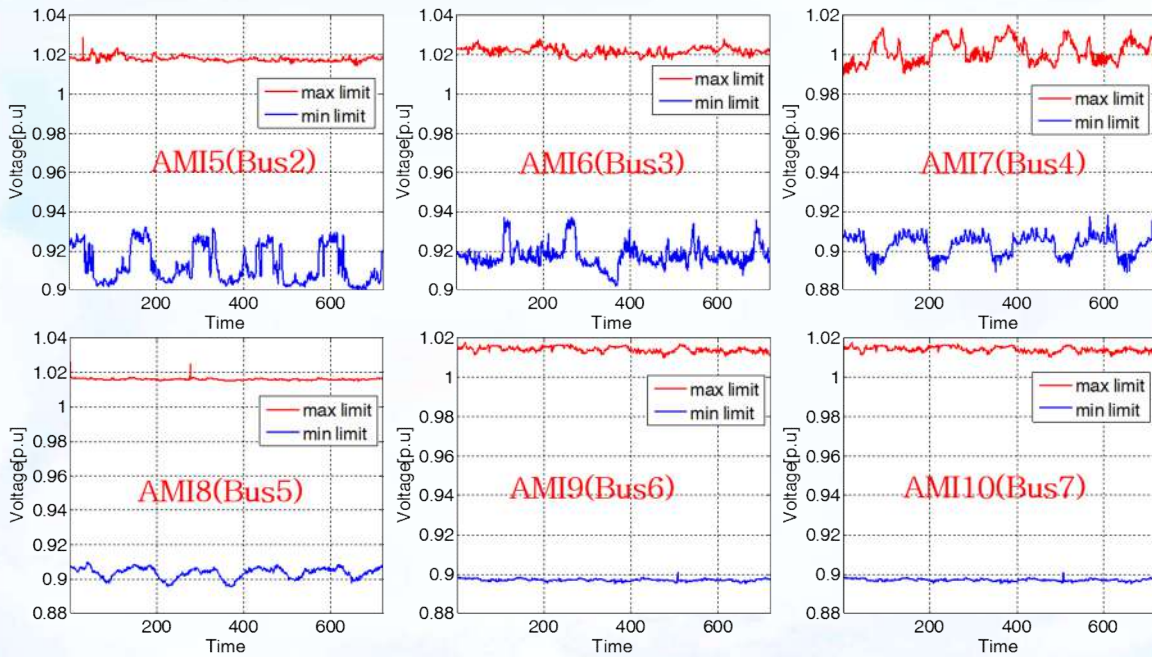 1.04
1.02
1
0.98
0.96
0.94
0.92
0.9
Voltage[p.u]
max limit
min limit
AMI5(Bus2)
200
400
600
Time
1.04
1.02
1
0.98
0.96
0.94
0.92
0.9
Voltage[p.u]
max limit
min limit
AMI6(Bus3)
200
400
600
Time
1.02
1
0.98
0.96
0.94
0.92
0.9
0.88
Voltage[p.u]
max limit
min limit
AMI7(Bus4)
200
400
600
Time
1.04
1.02
1
0.98
0.96
0.94
0.92
0.9
0.88
Voltage[p.u]
max limit
min limit
AMI8(Bus5)
200
400
600
Time
1.02
1
0.98
0.96
0.94
0.92
0.9
0.88
Voltage[p.u]
max limit
min limit
AMI9(Bus6)
200
400
600
Time
1.02
1
0.98
0.96
0.94
0.92
0.9
0.88
Voltage[p.u]
max limit
min limit
AMI10(Bus7)
200
400
600
Time